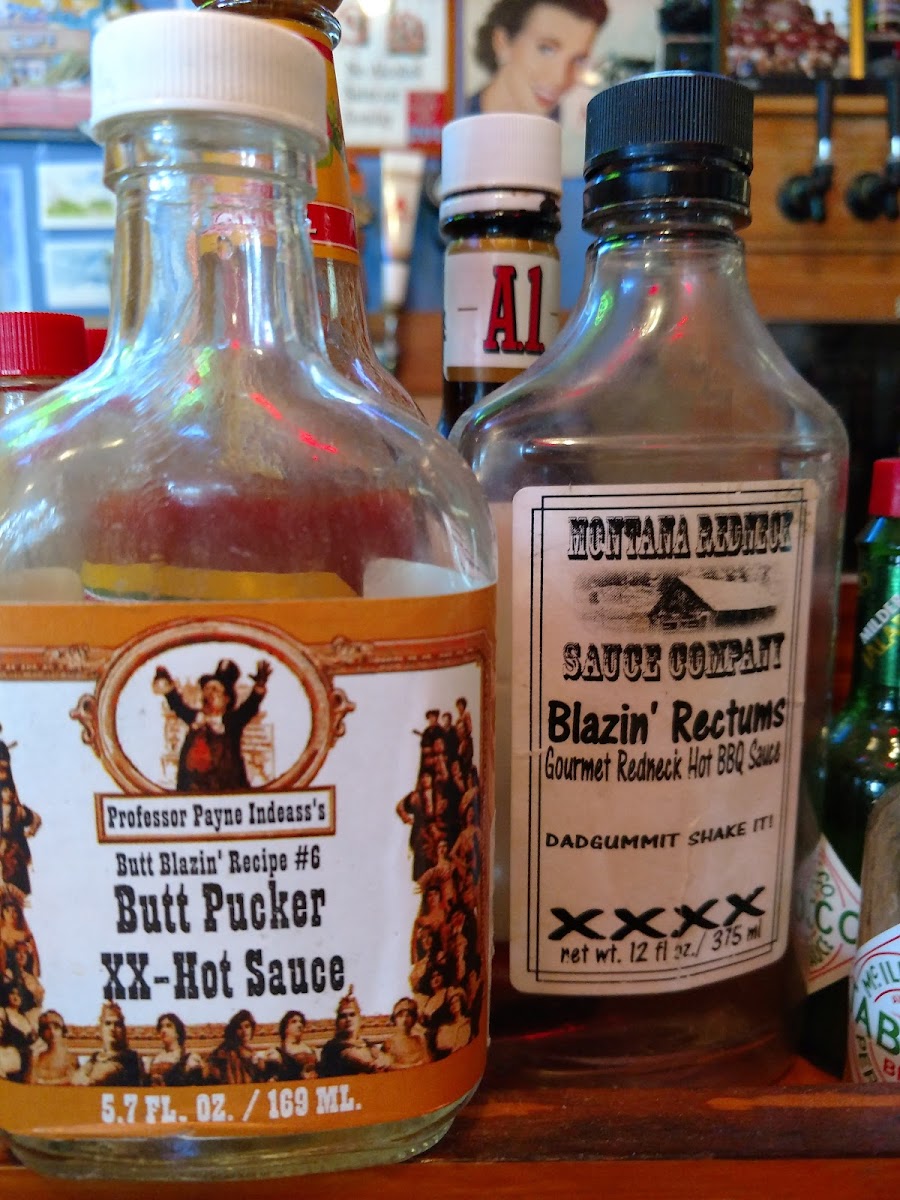 Professor Payne Indeass's
Butt Blazin' Recipe #6
Butt Pucker
XX-Hot Sauce
5.7 FL. OZ. / 169 ML.
A.1
MONTANA REDNECK
SAUCE COMPANY
Blazin' Rectums
Gourmet Redneck Hot BBQ Sauce
DADGUMMIT SHAKE IT!
XXXX
net wt. 12 fl oz./ 375 ml